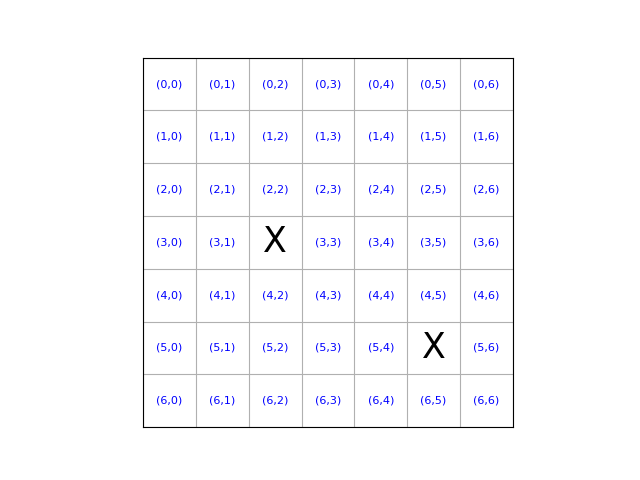 (0,0) (0,1) (0,2) (0,3) (0,4) (0,5) (0,6)
(1,0) (1,1) (1,2) (1,3) (1,4) (1,5) (1,6)
(2,0) (2,1) (2,2) (2,3) (2,4) (2,5) (2,6)
(3,0) (3,1) X (3,3) (3,4) (3,5) (3,6)
(4,0) (4,1) (4,2) (4,3) (4,4) (4,5) (4,6)
(5,0) (5,1) (5,2) (5,3) (5,4) X (5,6)
(6,0) (6,1) (6,2) (6,3) (6,4) (6,5) (6,6)